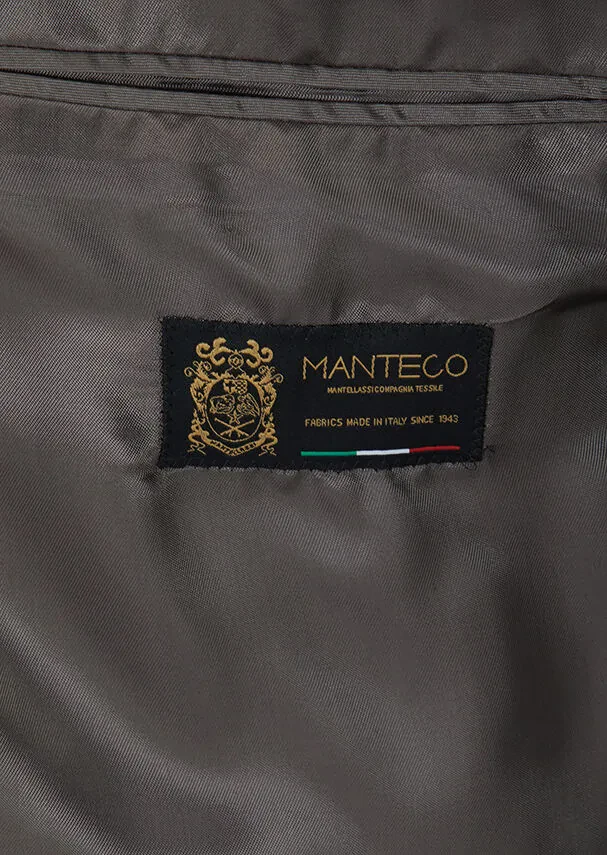 MANTECO
MANTELLASSI COMPAGNIA TESSILE
FABRICS MADE IN ITALY SINCE 1943